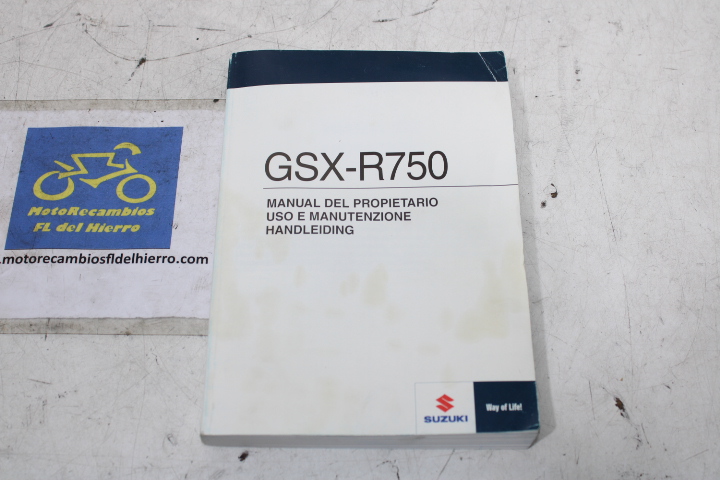 MotoRecambios
FL del Hierro
.motorecambiosfldelhierro.com
GSX-R750
MANUAL DEL PROPIETARIO
USO E MANUTENZIONE
HANDLEIDING
SUZUKI
Way of Life!